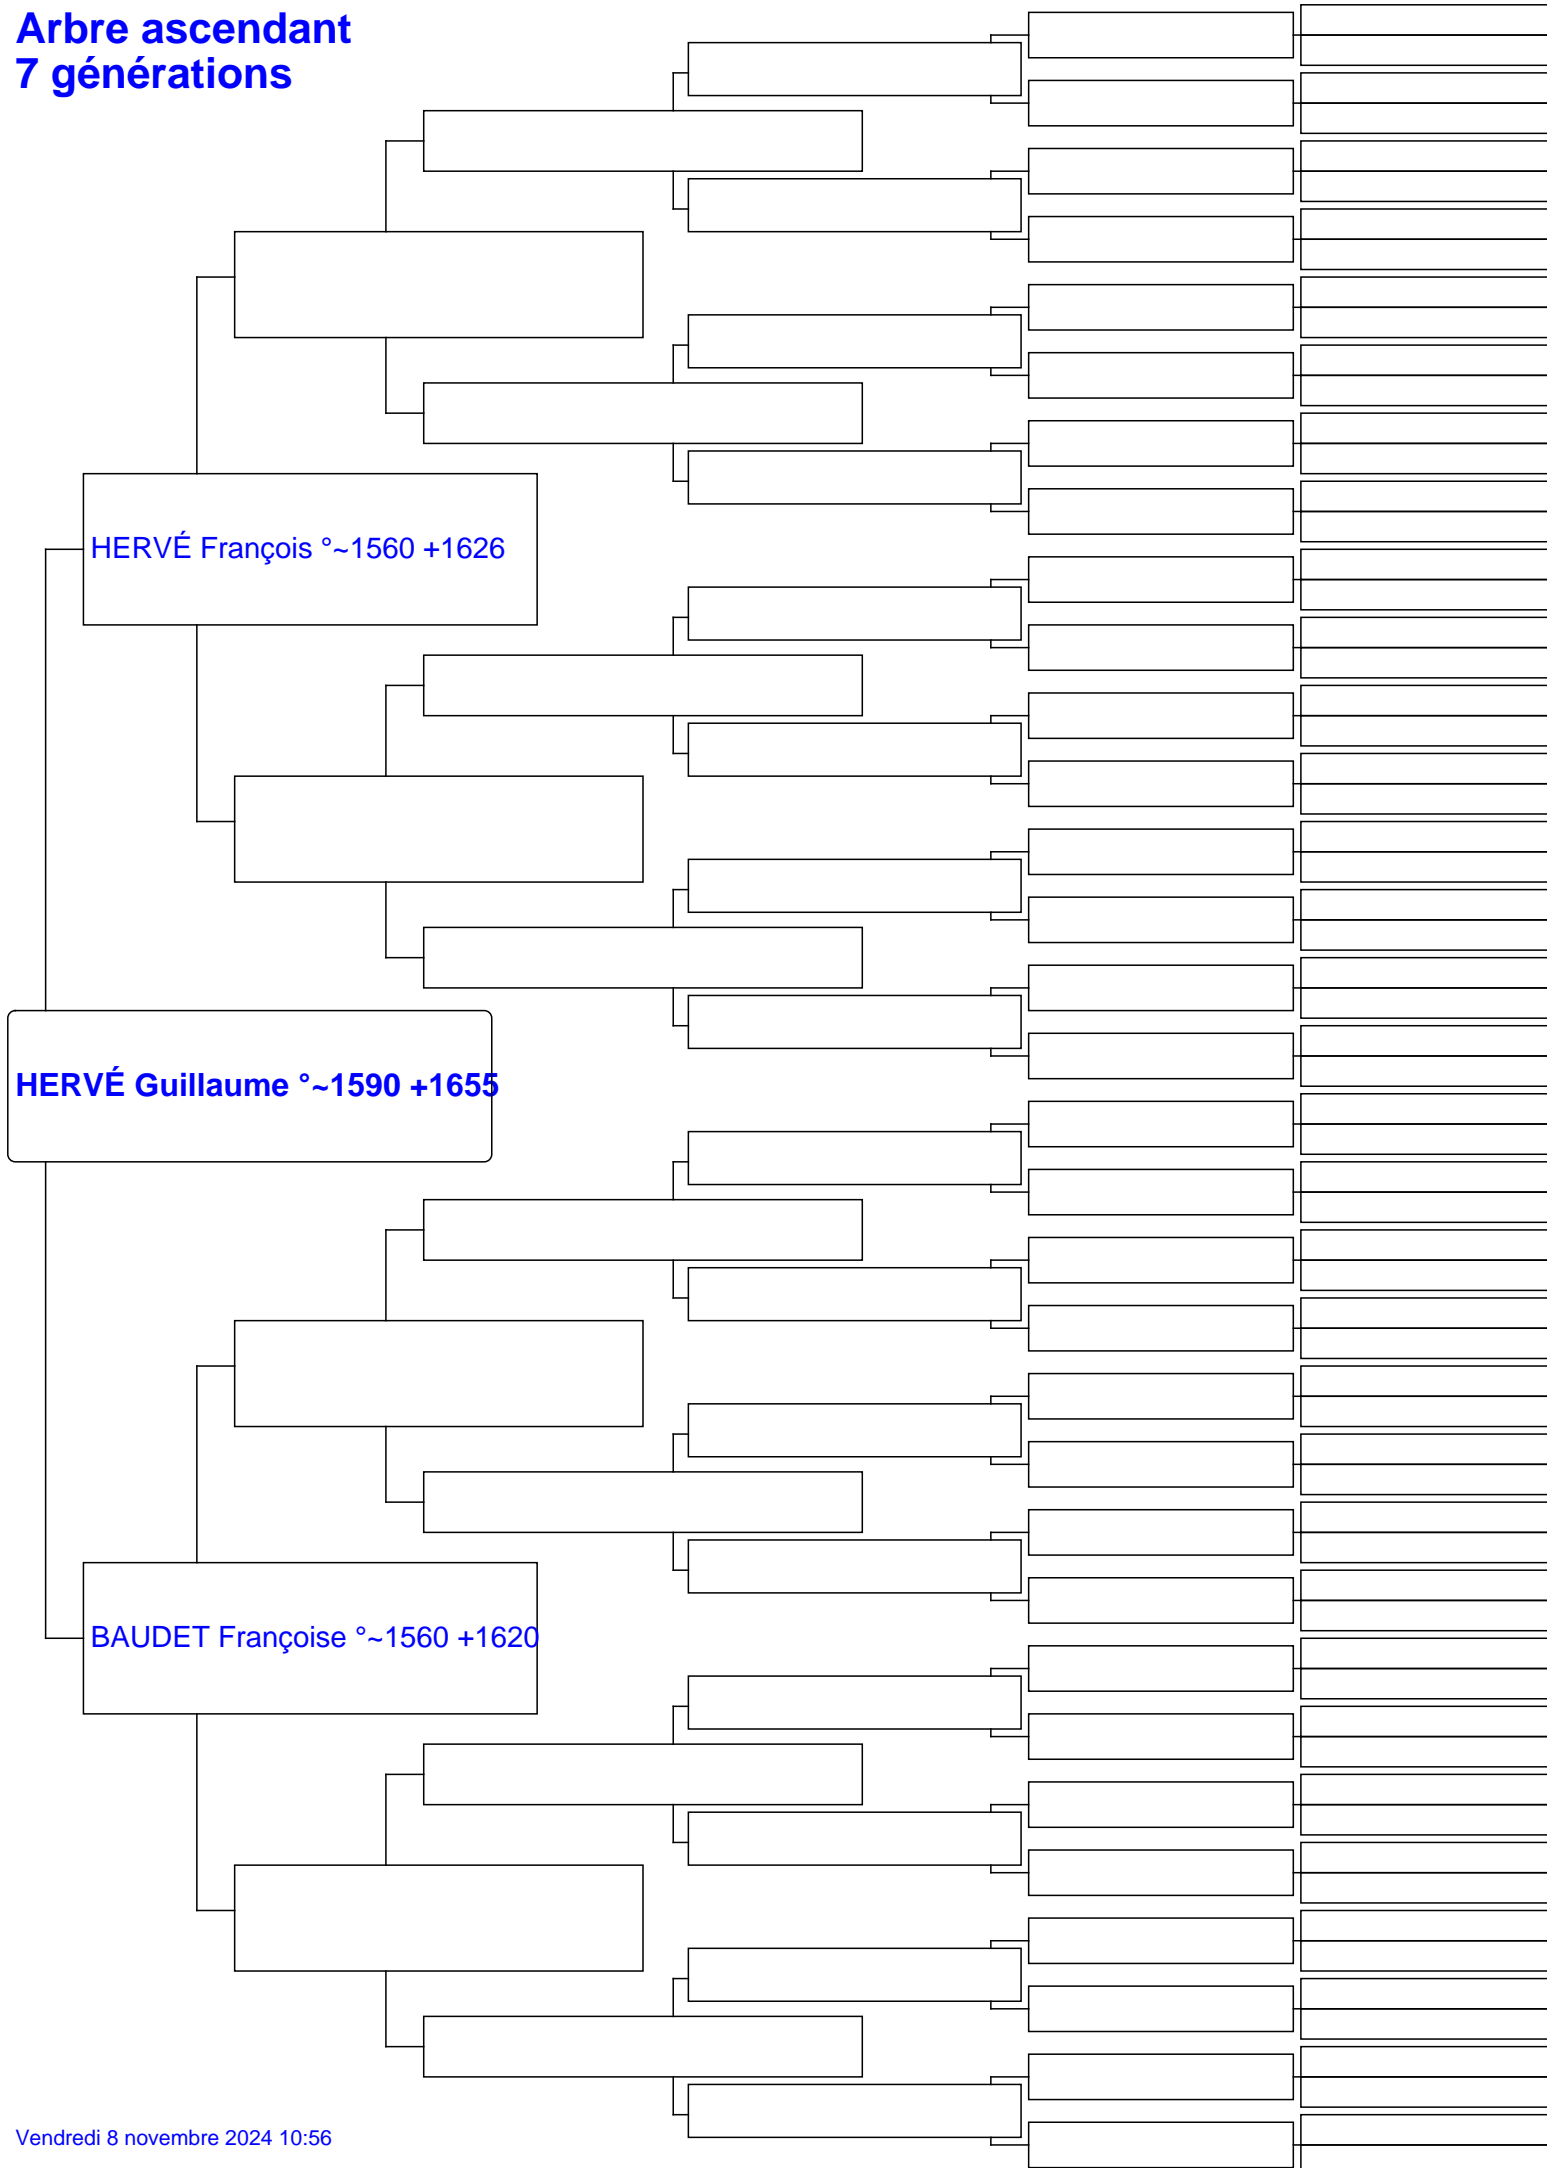 Arbre ascendant
7 générations
HERVÉ François °~1560 +1626
HERVÉ Guillaume °~1590 +1655
BAUDET Françoise °~1560 +1620
Vendredi 8 novembre 2024 10:56